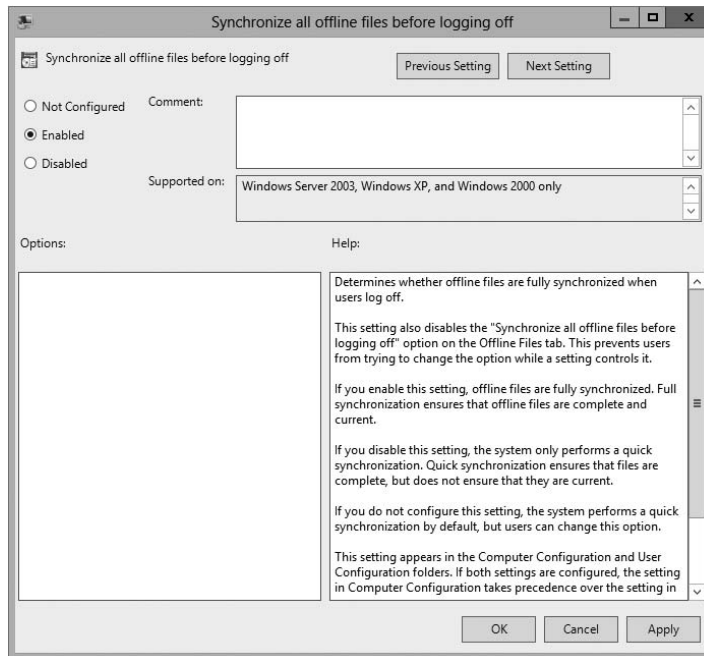 Synchronize all offline files before logging off
Synchronize all offline files before logging off
Previous Setting
Next Setting
Not Configured
Comment:
Enabled
Disabled
Supported on:
Windows Server 2003, Windows XP, and Windows 2000 only
Options:
Help:
Determines whether offline files are fully synchronized when
users log off.
This setting also disables the "Synchronize all offline files before
logging off" option on the Offline Files tab. This prevents users
from trying to change the option while a setting controls it.
If you enable this setting, offline files are fully synchronized. Full
synchronization ensures that offline files are complete and
current.
If you disable this setting, the system only performs a quick
synchronization. Quick synchronization ensures that files are
complete, but does not ensure that they are current.
If you do not configure this setting, the system performs a quick
synchronization by default, but users can change this option.
This setting appears in the Computer Configuration and User
Configuration folders. If both settings are configured, the setting
in Computer Configuration takes precedence over the setting in
OK
Cancel
Apply